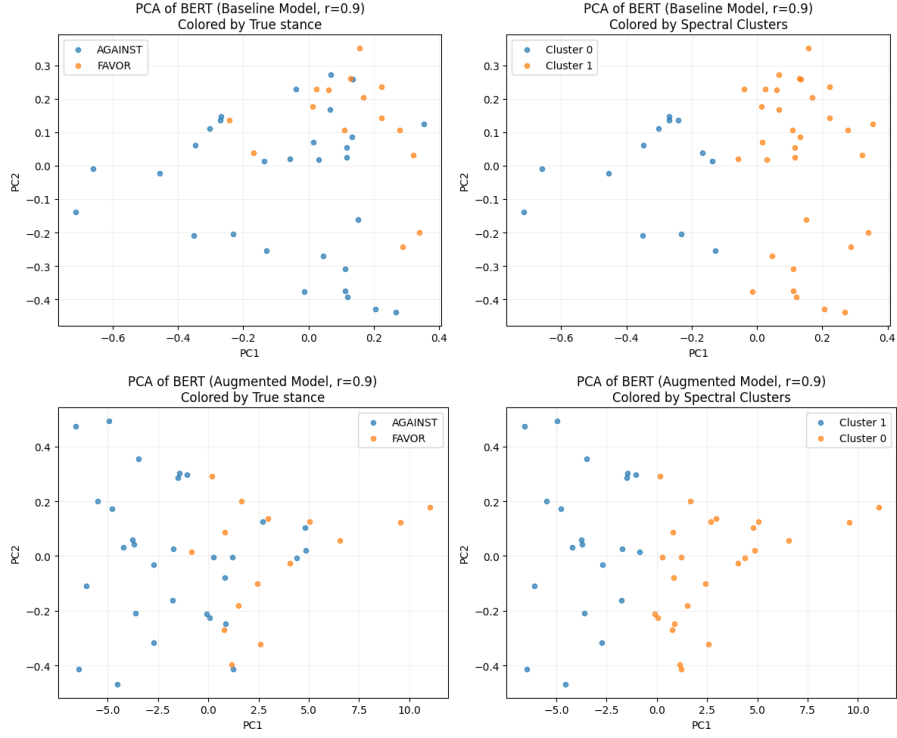 PCA of BERT (Baseline Model, r=0.9)
Colored by True stance
AGAINST
FAVOR
0.3
0.2
0.1
0.0
−0.1
−0.2
−0.3
−0.4
PC2
−0.6
−0.4
−0.2
0.0
0.2
0.4
PC1
PCA of BERT (Baseline Model, r=0.9)
Colored by Spectral Clusters
Cluster 0
Cluster 1
0.3
0.2
0.1
0.0
−0.1
−0.2
−0.3
−0.4
PC2
−0.6
−0.4
−0.2
0.0
0.2
0.4
PC1
PCA of BERT (Augmented Model, r=0.9)
Colored by True stance
AGAINST
FAVOR
0.4
0.2
0.0
−0.2
−0.4
PC2
−5.0
−2.5
0.0
2.5
5.0
7.5
10.0
PC1
PCA of BERT (Augmented Model, r=0.9)
Colored by Spectral Clusters
Cluster 1
Cluster 0
0.4
0.2
0.0
−0.2
−0.4
PC2
−5.0
−2.5
0.0
2.5
5.0
7.5
10.0
PC1